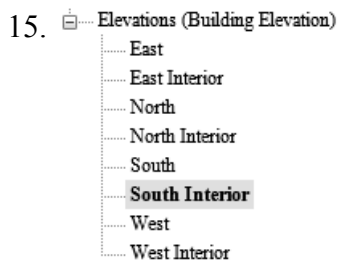 15. Elevations (Building Elevation)
East
East Interior
North
North Interior
South
South Interior
West
West Interior